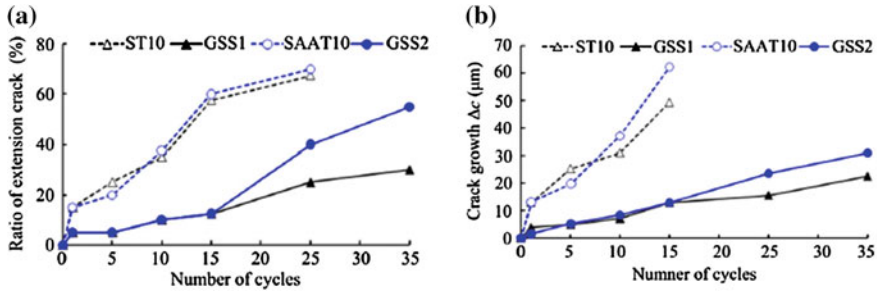 (a)
ST10 GSS1 SAAT10 GSS2
Ratio of extension crack (%)
80
60
40
20
0
0 5 10 15 20 25 30 35
Number of cycles
(b)
ST10 GSS1 SAAT10 GSS2
Crack growth Δc (μm)
70
60
50
40
30
20
10
0
0 5 10 15 20 25 30 35
Numner of cycles